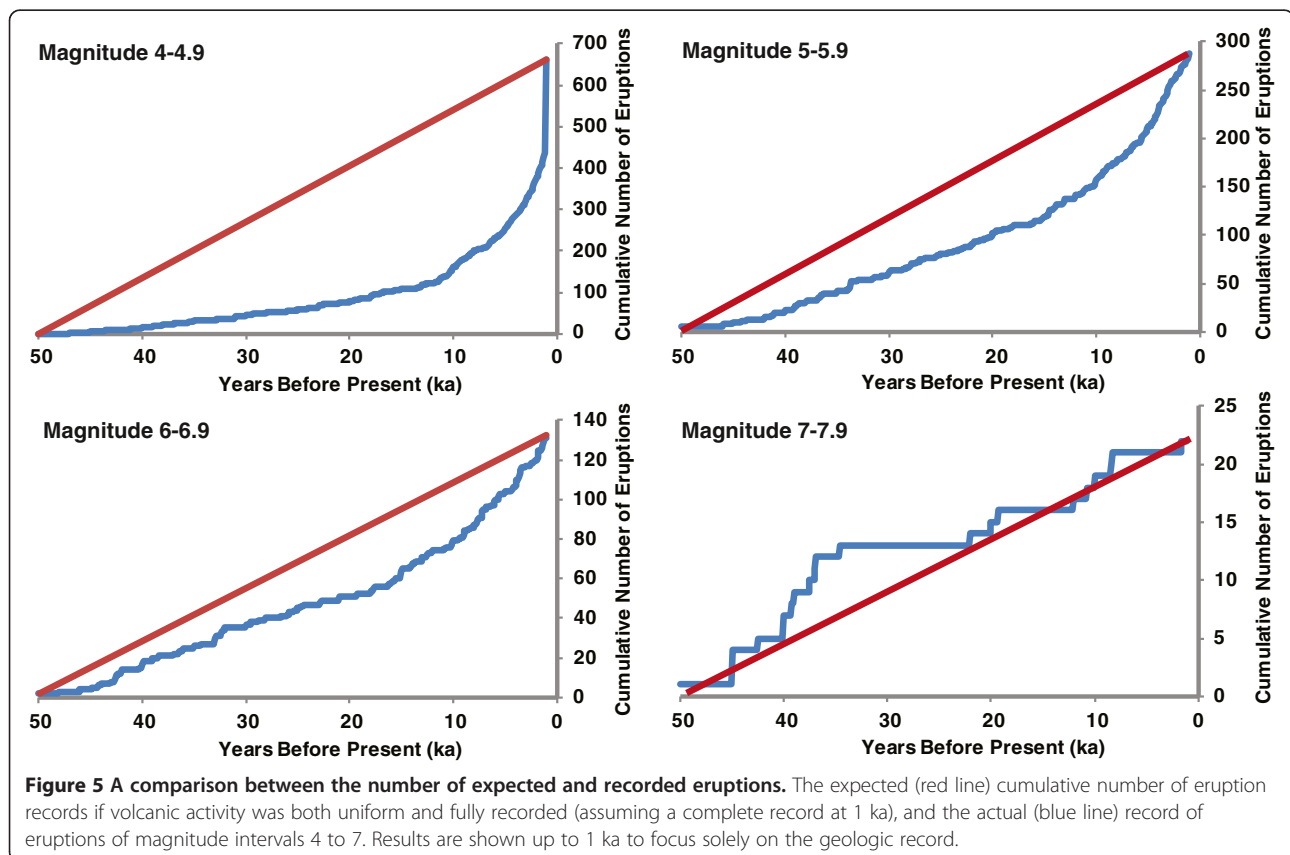 Magnitude 4-4.9
700
600
500
400
300
200
100
0
Cumulative Number of Eruptions
50 40 30 20 10 0
Years Before Present (ka)
Magnitude 5-5.9
300
250
200
150
100
50
0
Cumulative Number of Eruptions
50 40 30 20 10 0
Years Before Present (ka)
Magnitude 6-6.9
140
120
100
80
60
40
20
0
Cumulative Number of Eruptions
50 40 30 20 10 0
Years Before Present (ka)
Magnitude 7-7.9
25
20
15
10
5
0
Cumulative Number of Eruptions
50 40 30 20 10 0
Years Before Present (ka)
Figure 5 A comparison between the number of expected and recorded eruptions. The expected (red line) cumulative number of eruption
records if volcanic activity was both uniform and fully recorded (assuming a complete record at 1 ka), and the actual (blue line) record of
eruptions of magnitude intervals 4 to 7. Results are shown up to 1 ka to focus solely on the geologic record.